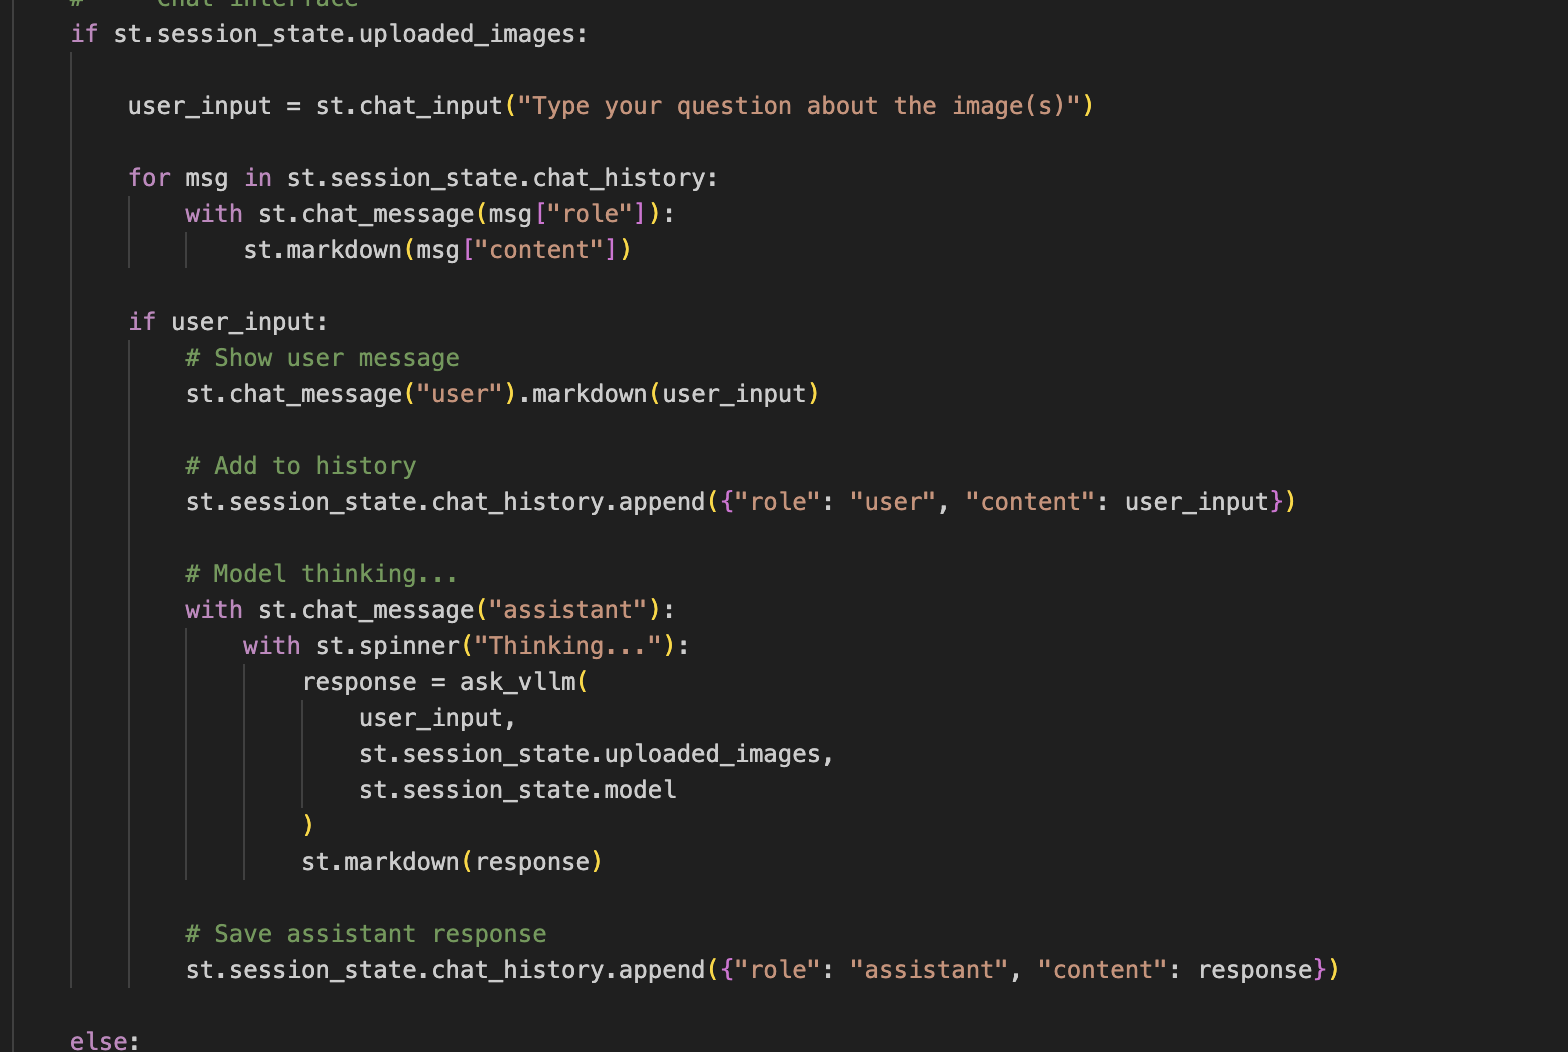 # Chat interface
if st.session_state.uploaded_images:
user_input = st.chat_input("Type your question about the image(s)")
for msg in st.session_state.chat_history:
with st.chat_message(msg["role"]):
st.markdown(msg["content"])
if user_input:
# Show user message
st.chat_message("user").markdown(user_input)
# Add to history
st.session_state.chat_history.append({"role": "user", "content": user_input})
# Model thinking...
with st.chat_message("assistant"):
with st.spinner("Thinking..."):
response = ask_vllm(
user_input,
st.session_state.uploaded_images,
st.session_state.model
)
st.markdown(response)
# Save assistant response
st.session_state.chat_history.append({"role": "assistant", "content": response})
else: